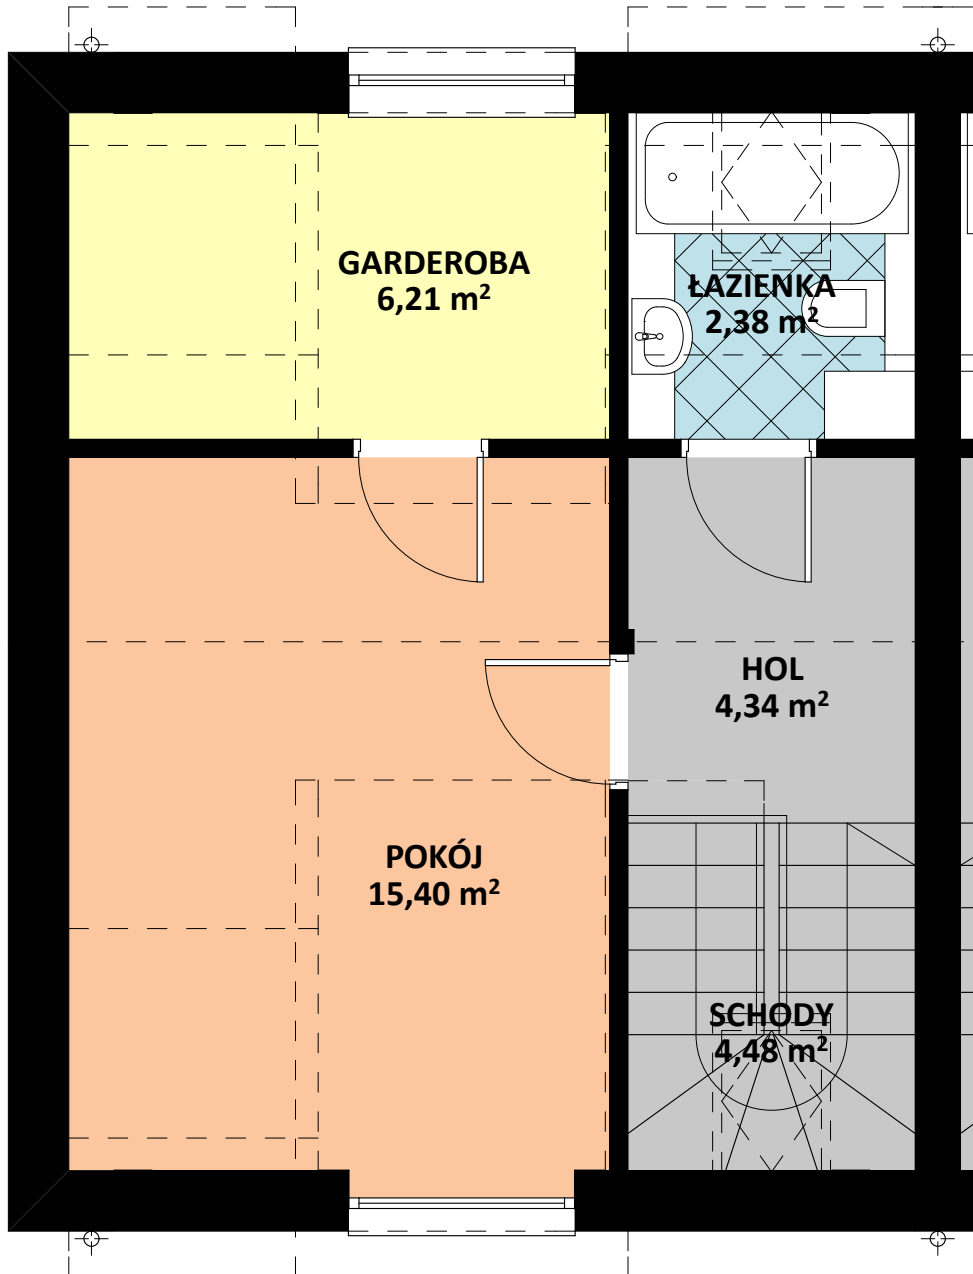 GARDEROBA
6,21 m²
ŁAZIENKA
2,38 m²
HOL
4,34 m²
POKÓJ
15,40 m²
SCHODY
4,48 m²